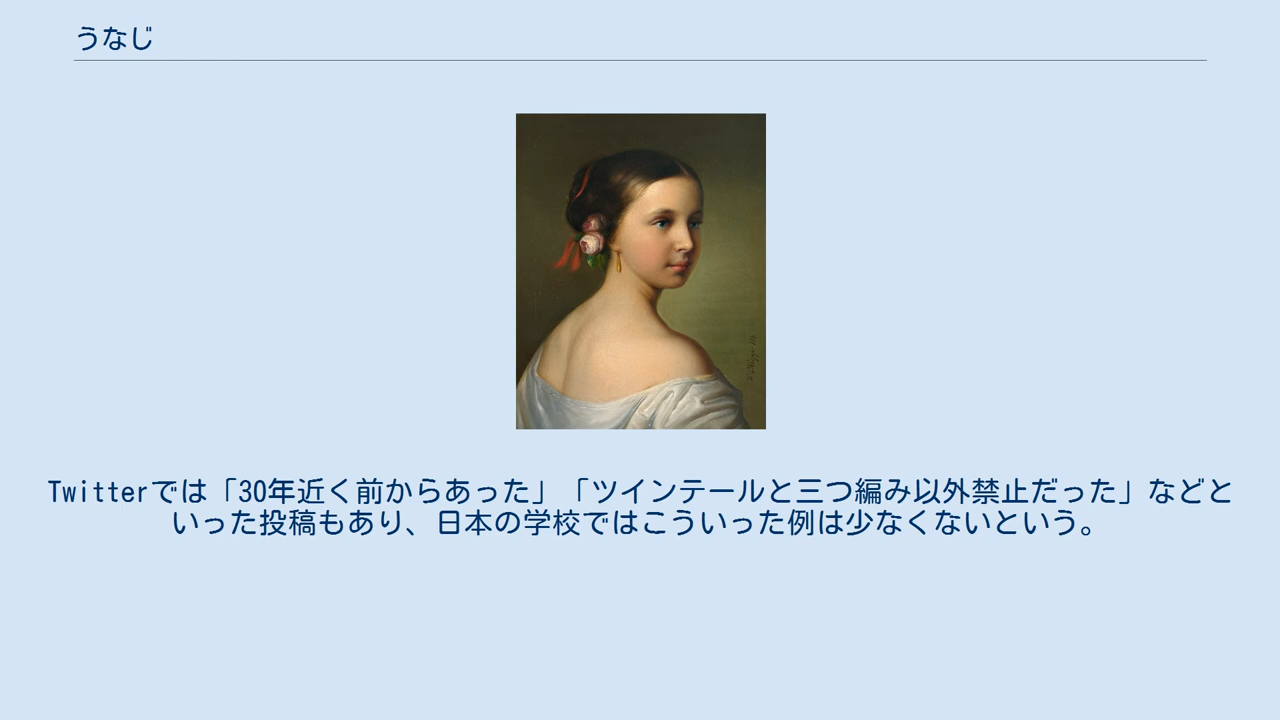 うなじ
Twitterでは「30年近く前からあった」「ツインテールと三つ編み以外禁止だった」などと
いった投稿もあり、日本の学校ではこういった例は少なくないという。